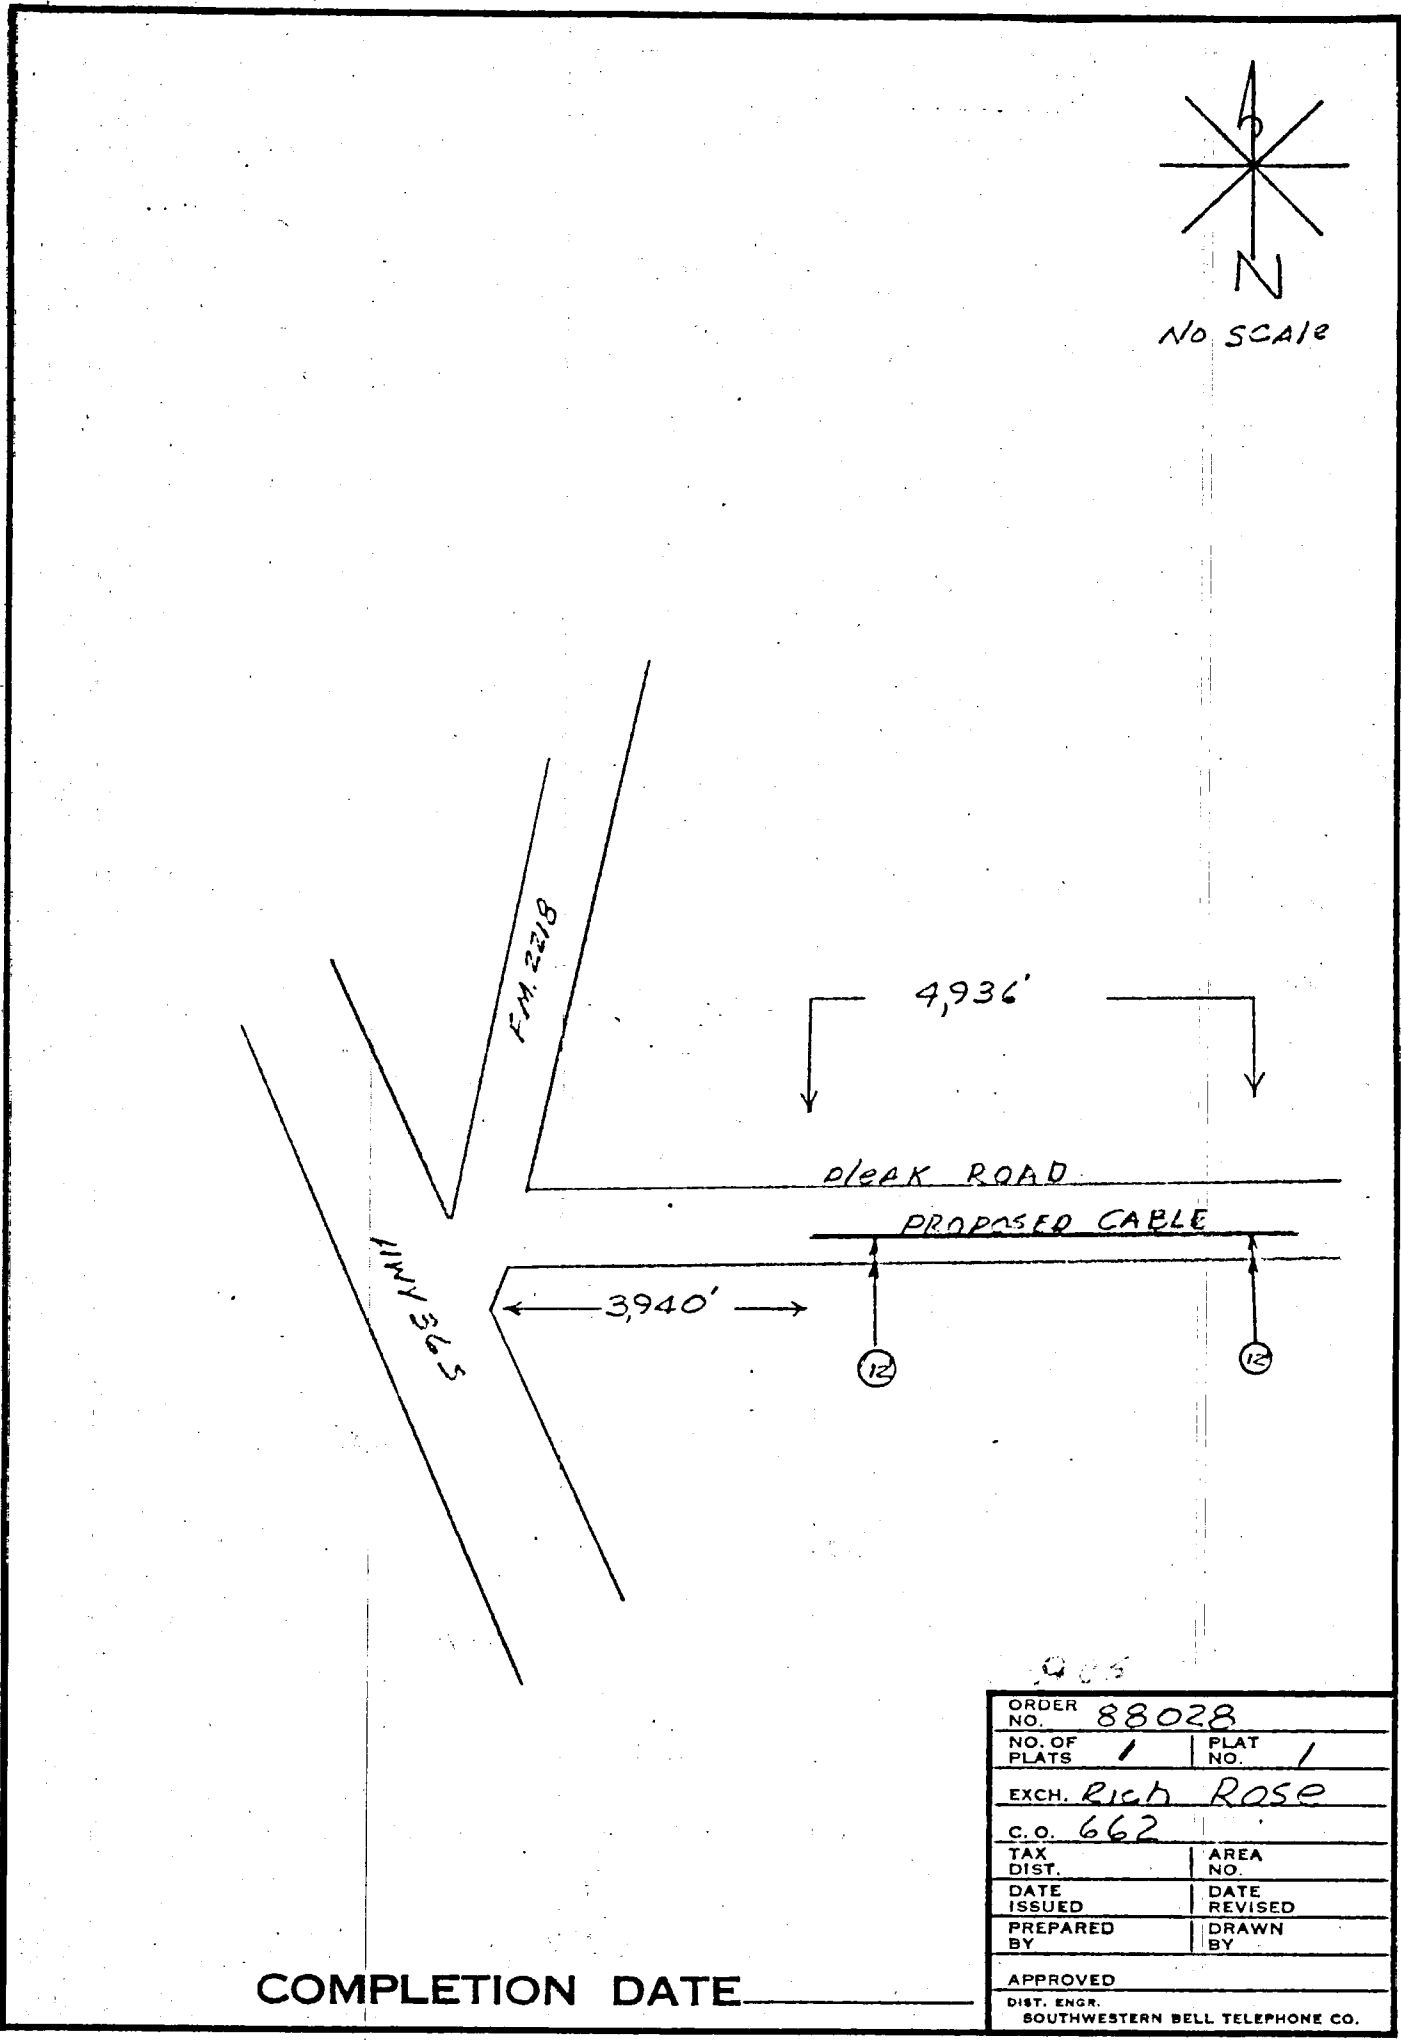 N
No SCAle
F.M. 2218
4,936'
PleAK ROAD
PROPOSED CABLE
HWY 36 S
3,940'
12
12
ORDER NO. 88028
NO. OF PLATS 1 PLAT NO. 1
EXCH. Rich Rose
C. O. 662
TAX DIST. AREA NO.
DATE ISSUED DATE REVISED
PREPARED BY DRAWN BY
APPROVED
DIST. ENGR.
SOUTHWESTERN BELL TELEPHONE CO.
COMPLETION DATE